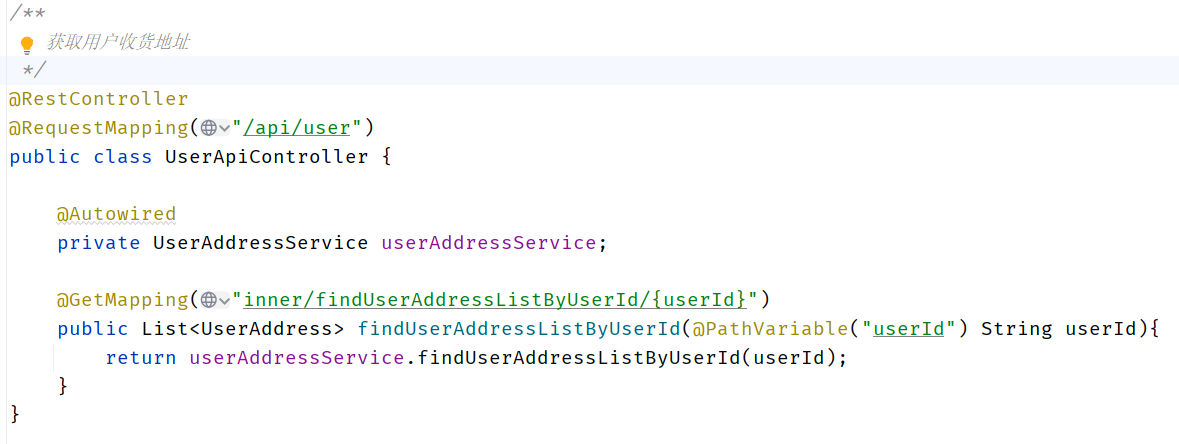 /**
获取用户收货地址
*/
@RestController
@RequestMapping("/api/user")
public class UserApiController {
@Autowired
private UserAddressService userAddressService;
@GetMapping("inner/findUserAddressListByUserId/{userId}")
public List<UserAddress> findUserAddressListByUserId(@PathVariable("userId") String userId){
return userAddressService.findUserAddressListByUserId(userId);
}
}